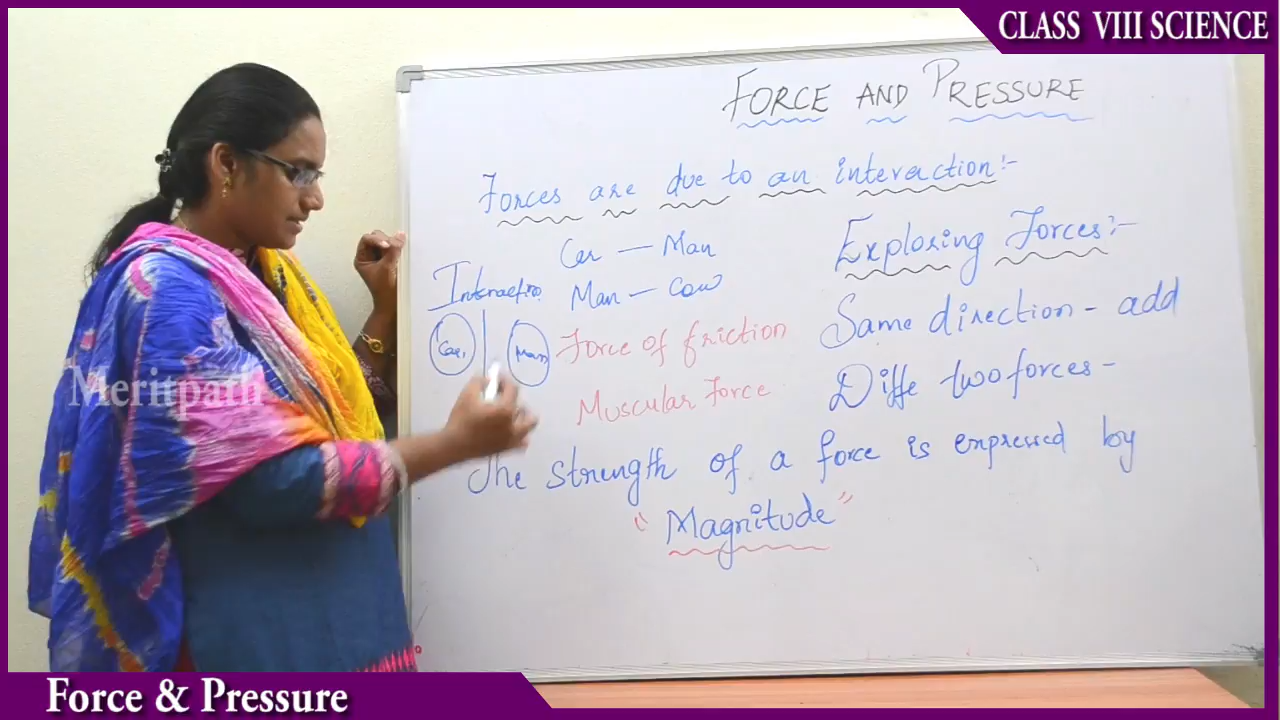 CLASS VIII SCIENCE
FORCE AND PRESSURE
Forces are due to an interaction:-
Car — Man
Man — Cow
Interactio
Car
Man
Force of friction
Muscular Force
Exploring Forces:-
Same direction - add
Diffe two forces -
The strength of a force is expressed by
"Magnitude"
Meritpath
Force & Pressure